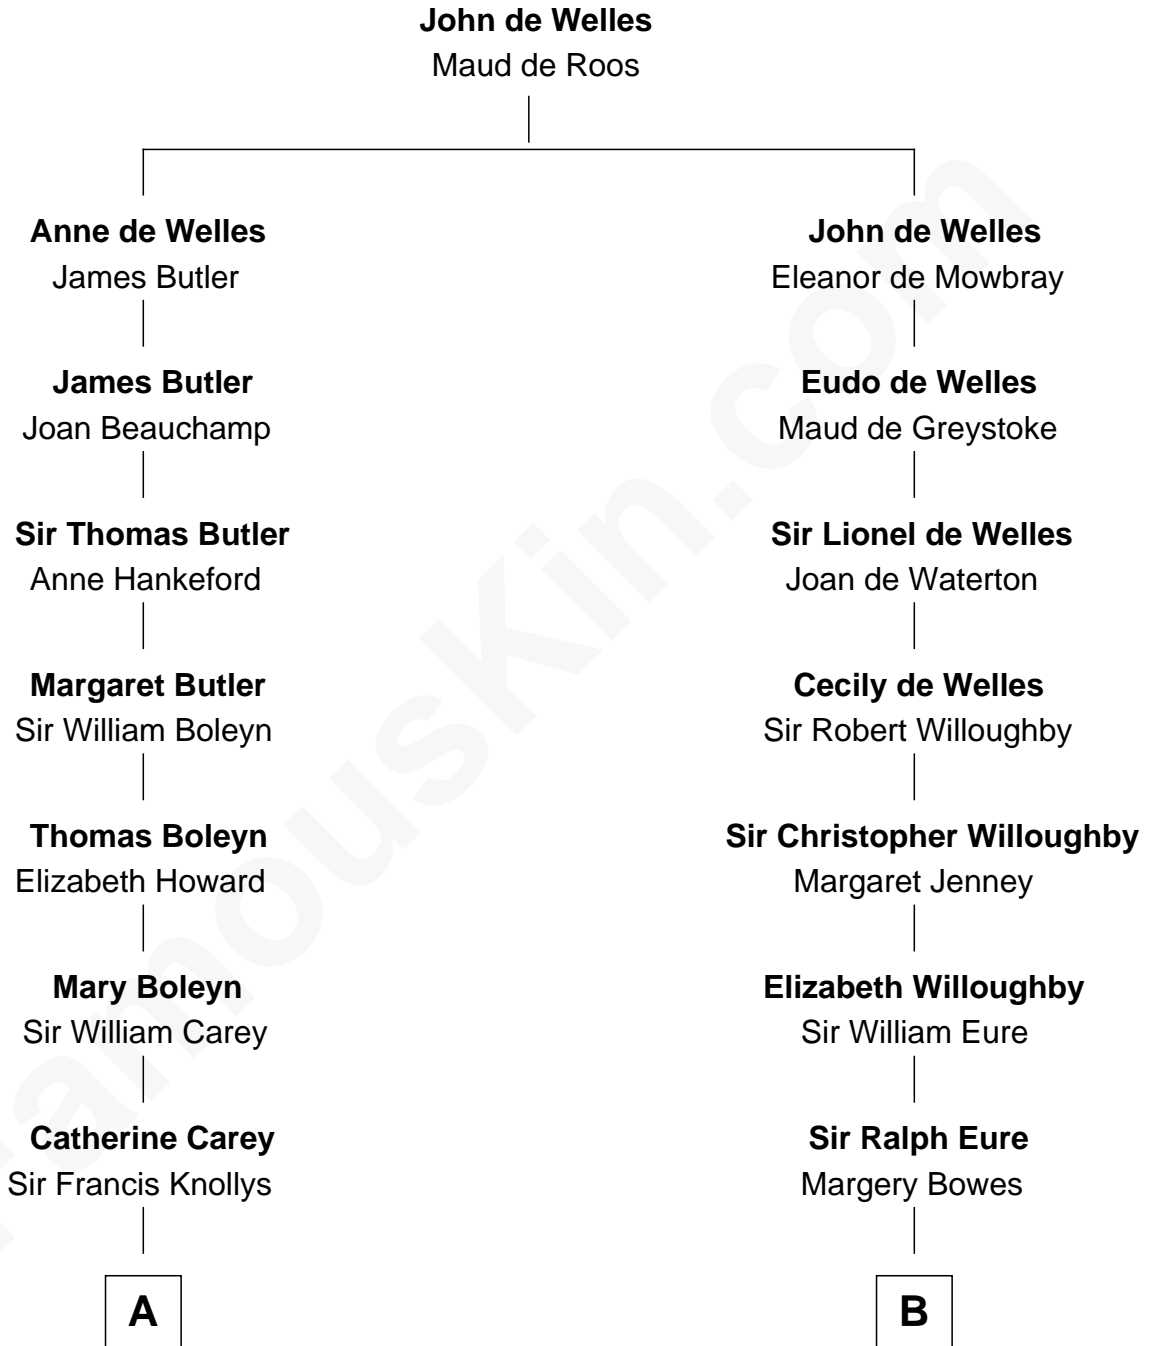 John de Welles
Maud de Roos
Anne de Welles
James Butler
John de Welles
Eleanor de Mowbray
James Butler
Joan Beauchamp
Eudo de Welles
Maud de Greystoke
Sir Thomas Butler
Anne Hankeford
Sir Lionel de Welles
Joan de Waterton
Margaret Butler
Sir William Boleyn
Cecily de Welles
Sir Robert Willoughby
Thomas Boleyn
Elizabeth Howard
Sir Christopher Willoughby
Margaret Jenney
Mary Boleyn
Sir William Carey
Elizabeth Willoughby
Sir William Eure
Catherine Carey
Sir Francis Knollys
Sir Ralph Eure
Margery Bowes
A
B
FamousKin.com